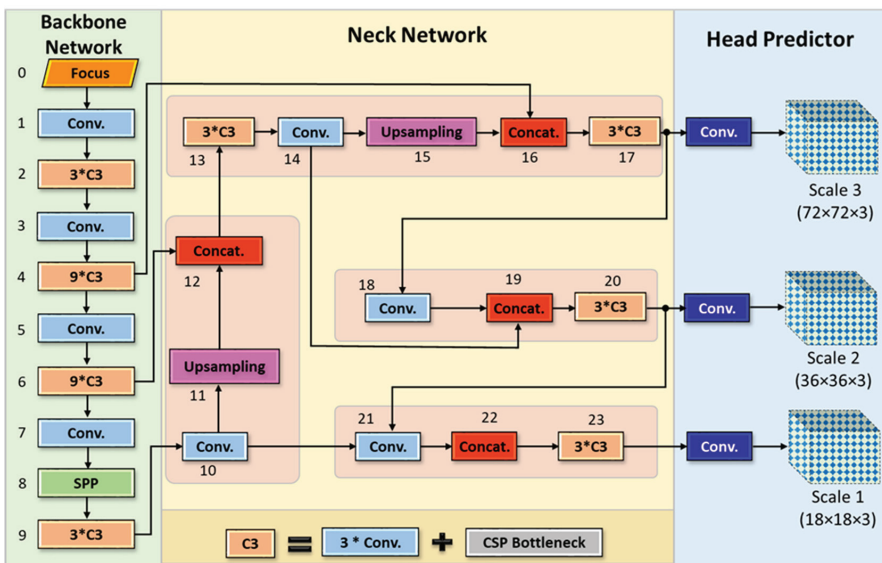 Backbone
Network
Neck Network
Head Predictor
0
Focus
1
Conv.
2
3*C3
3
Conv.
4
9*C3
5
Conv.
6
9*C3
7
Conv.
8
SPP
9
3*C3
3*C3
13
Conv.
14
Upsampling
15
Concat.
16
3*C3
17
Concat.
12
Upsampling
11
Conv.
10
18
Conv.
19
Concat.
20
3*C3
21
Conv.
22
Concat.
23
3*C3
C3
=
3 * Conv.
+
CSP Bottleneck
Conv.
Scale 3
(72×72×3)
Conv.
Scale 2
(36×36×3)
Conv.
Scale 1
(18×18×3)